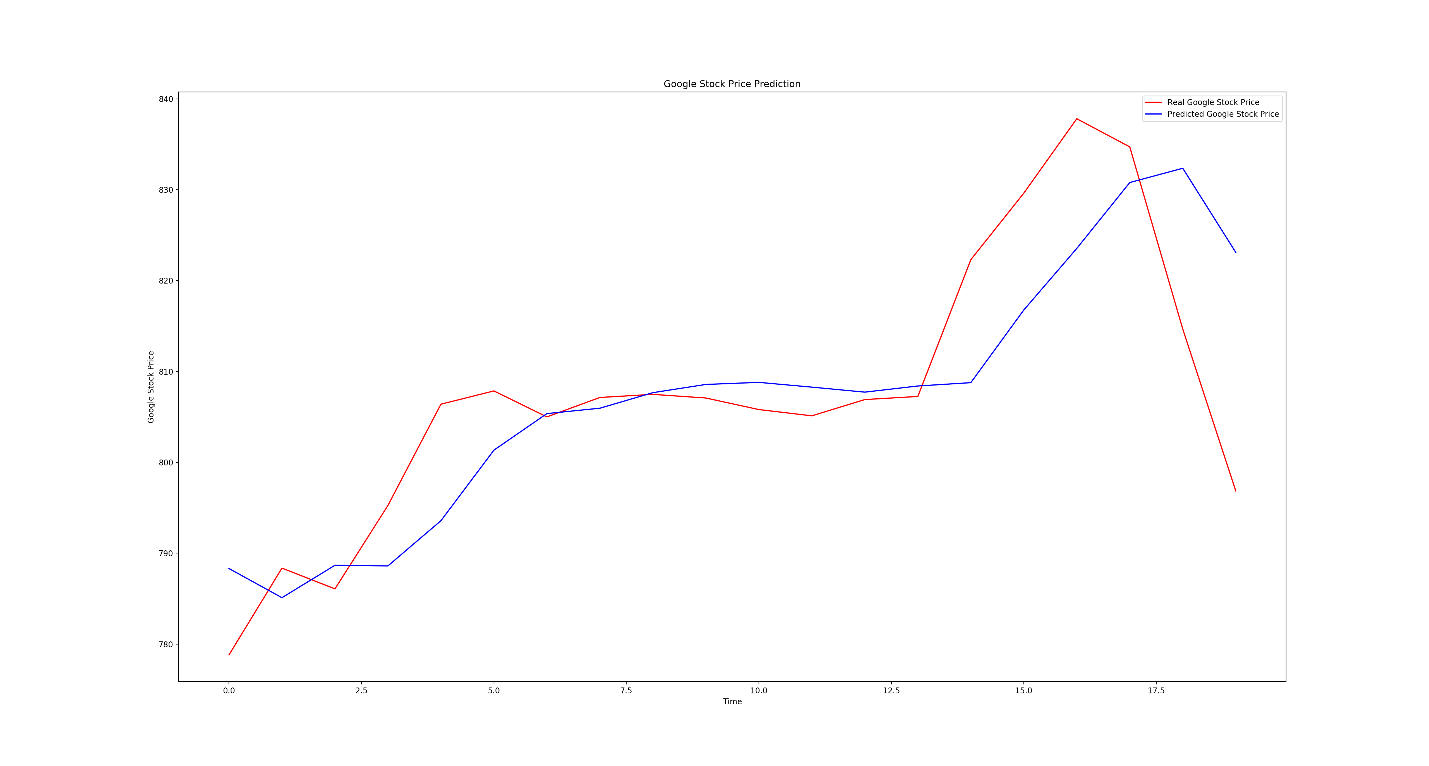 Google Stock Price Prediction
Real Google Stock Price
Predicted Google Stock Price
Google Stock Price
840
830
820
810
800
790
780
0.0 2.5 5.0 7.5 10.0 12.5 15.0 17.5
Time